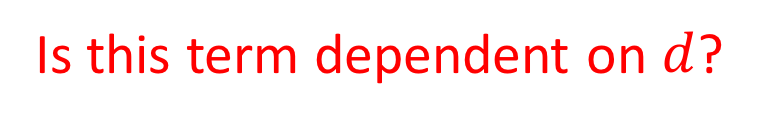 Is this term dependent on d?